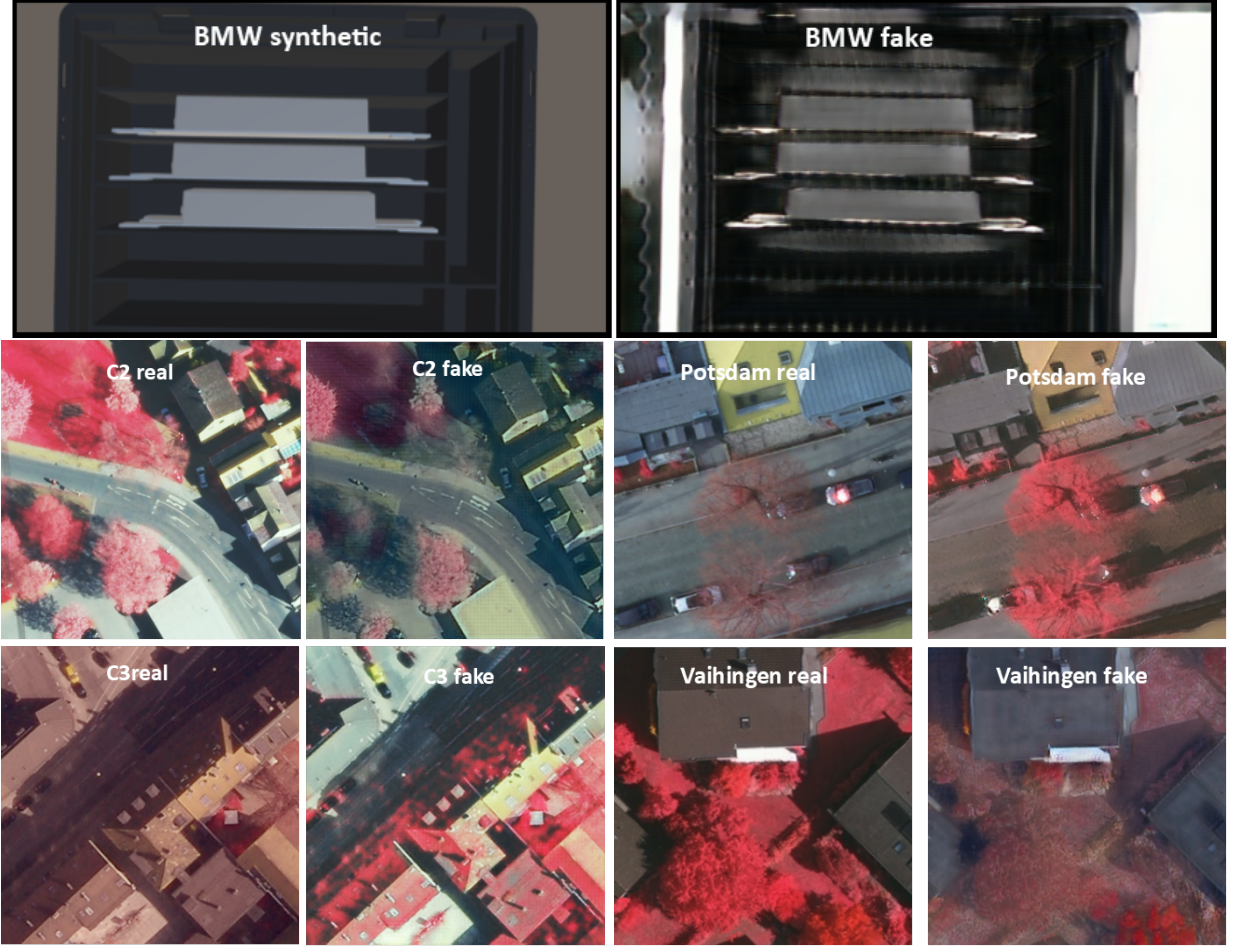 BMW synthetic
BMW fake
C2 real
C2 fake
Potsdam real
Potsdam fake
C3real
C3 fake
Vaihingen real
Vaihingen fake